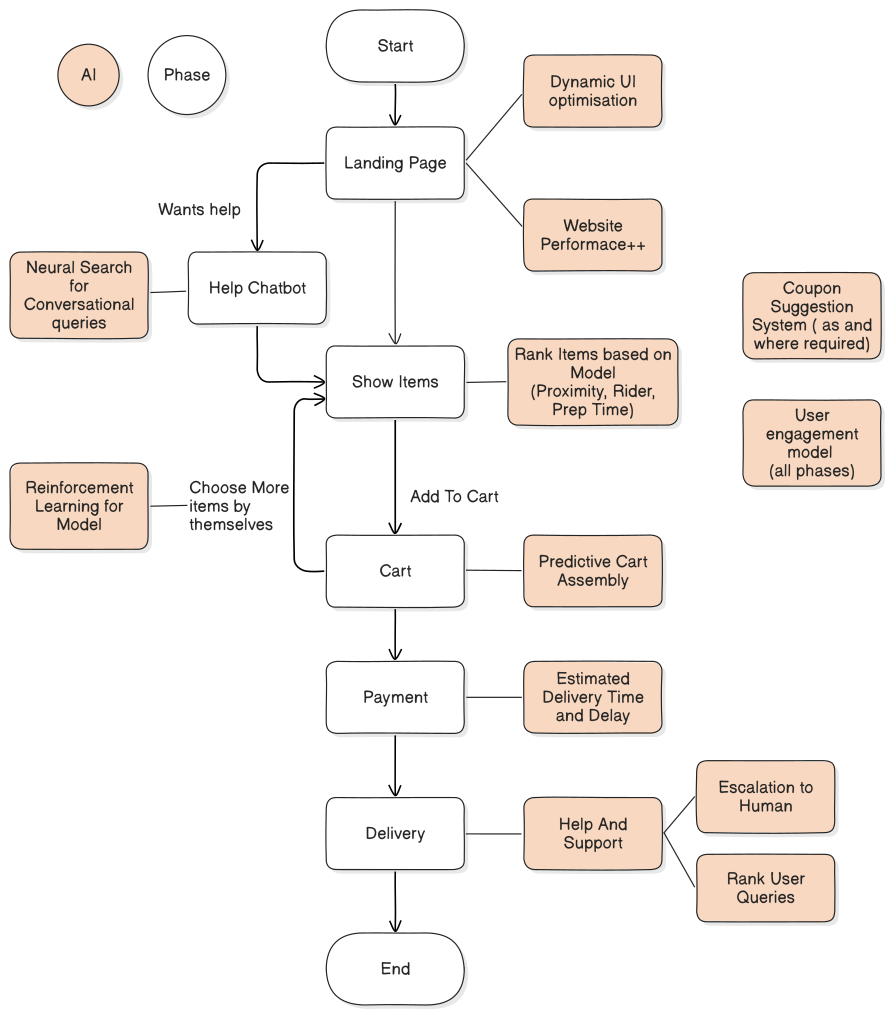 Start
AI
Phase
Dynamic UI
optimisation
Landing Page
Wants help
Website
Performace++
Neural Search
for
Conversational
queries
Help Chatbot
Coupon
Suggestion
System ( as and
where required)
Show Items
Rank Items based on
Model
(Proximity, Rider,
Prep Time)
User
engagement
model
(all phases)
Reinforcement
Learning for
Model
Choose More
items by
themselves
Add To Cart
Cart
Predictive Cart
Assembly
Payment
Estimated
Delivery Time
and Delay
Delivery
Help And
Support
Escalation to
Human
Rank User
Queries
End